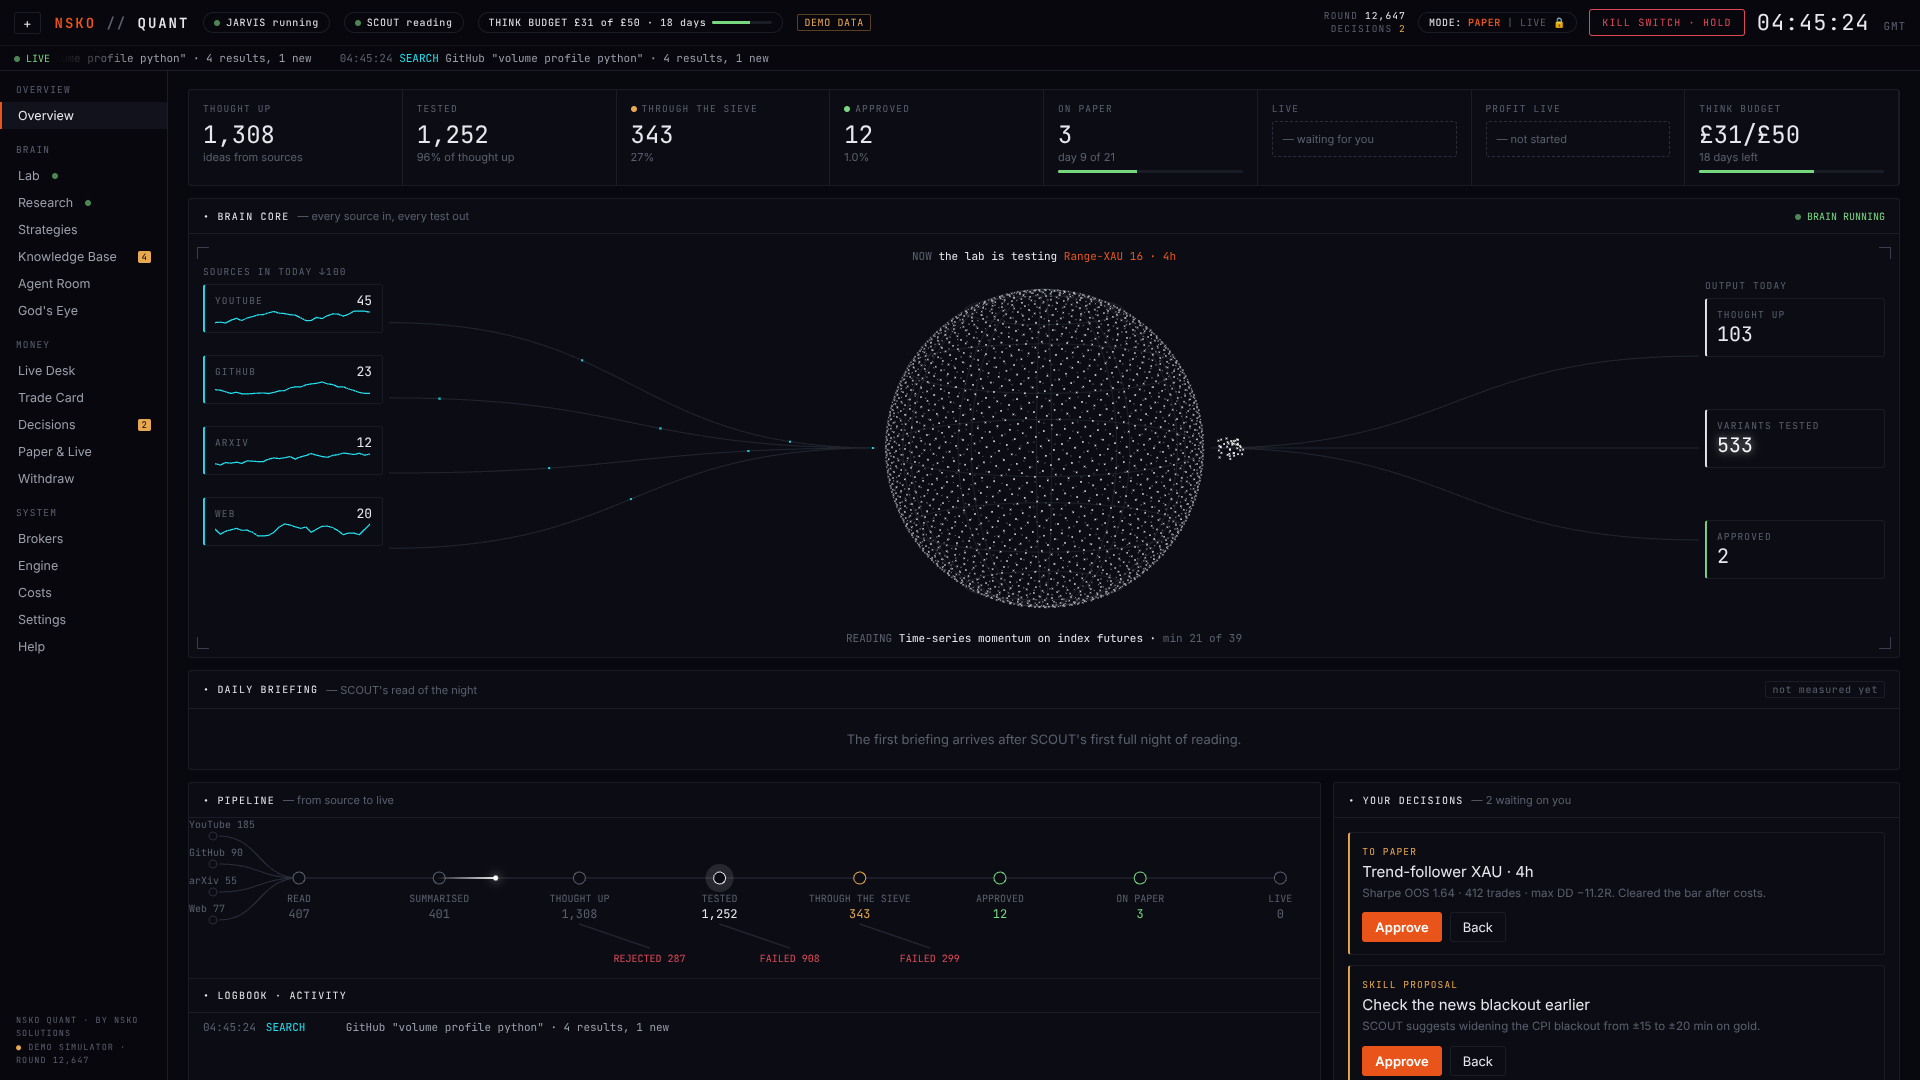 + NSKO // QUANT JARVIS running SCOUT reading THINK BUDGET £31 of £50 · 18 days DEMO DATA
ROUND 12,647
DECISIONS 2
MODE: PAPER | LIVE 🔒 KILL SWITCH · HOLD 04:45:24 GMT
LIVE me profile python" · 4 results, 1 new 04:45:24 SEARCH GitHub "volume profile python" · 4 results, 1 new
OVERVIEW
Overview
BRAIN
Lab
Research
Strategies
Knowledge Base 4
Agent Room
God's Eye
MONEY
Live Desk
Trade Card
Decisions 2
Paper & Live
Withdraw
SYSTEM
Brokers
Engine
Costs
Settings
Help
NSKO QUANT · BY NSKO
SOLUTIONS
DEMO SIMULATOR ·
ROUND 12,647
THOUGHT UP
1,308
ideas from sources
TESTED
1,252
96% of thought up
THROUGH THE SIEVE
343
27%
APPROVED
12
1.0%
ON PAPER
3
day 9 of 21
LIVE
— waiting for you
PROFIT LIVE
— not started
THINK BUDGET
£31/£50
18 days left
• BRAIN CORE — every source in, every test out
BRAIN RUNNING
NOW the lab is testing Range-XAU 16 · 4h
SOURCES IN TODAY ↓100
YOUTUBE 45
GITHUB 23
ARXIV 12
WEB 20
OUTPUT TODAY
THOUGHT UP
103
VARIANTS TESTED
533
APPROVED
2
READING Time-series momentum on index futures · min 21 of 39
• DAILY BRIEFING — SCOUT's read of the night
not measured yet
The first briefing arrives after SCOUT's first full night of reading.
• PIPELINE — from source to live
YouTube 185
GitHub 90
arXiv 55
Web 77
READ
407
SUMMARISED
401
THOUGHT UP
1,308
TESTED
1,252
THROUGH THE SIEVE
343
APPROVED
12
ON PAPER
3
LIVE
0
REJECTED 287
FAILED 908
FAILED 299
• LOGBOOK · ACTIVITY
04:45:24 SEARCH GitHub "volume profile python" · 4 results, 1 new
• YOUR DECISIONS — 2 waiting on you
TO PAPER
Trend-follower XAU · 4h
Sharpe OOS 1.64 · 412 trades · max DD −11.2R. Cleared the bar after costs.
Approve Back
SKILL PROPOSAL
Check the news blackout earlier
SCOUT suggests widening the CPI blackout from ±15 to ±20 min on gold.
Approve Back